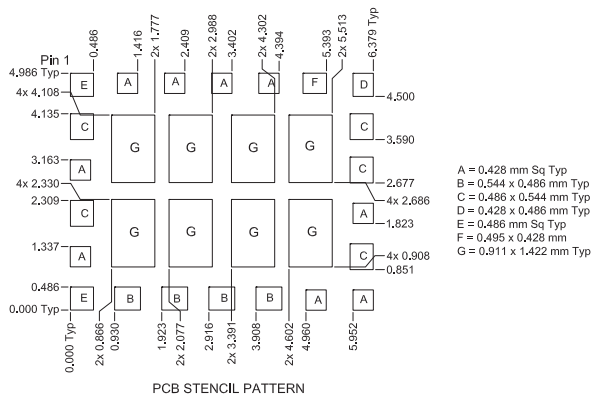 0.486
1.416
2x 1.777
2.409
2x 2.988
3.402
2x 4.302
4.394
5.393
2x 5.513
6.379 Typ
Pin 1
4.986 Typ
E
A
A
A
A
F
D
4.500
4x 4.108
4.135
C
G
G
G
G
C
3.590
3.163
A
C
2.677
4x 2.330
4x 2.686
2.309
C
G
G
G
G
A
1.823
1.337
A
C
4x 0.908
0.851
0.486
E
B
B
B
B
A
A
0.000 Typ
0.000 Typ
2x 0.866
0.930
1.923
2x 2.077
2.916
2x 3.391
3.908
2x 4.602
4.960
5.952
A = 0.428 mm Sq Typ
B = 0.544 x 0.486 mm Typ
C = 0.486 x 0.544 mm Typ
D = 0.428 x 0.486 mm Typ
E = 0.486 mm Sq Typ
F = 0.495 x 0.428 mm
G = 0.911 x 1.422 mm Typ
PCB STENCIL PATTERN